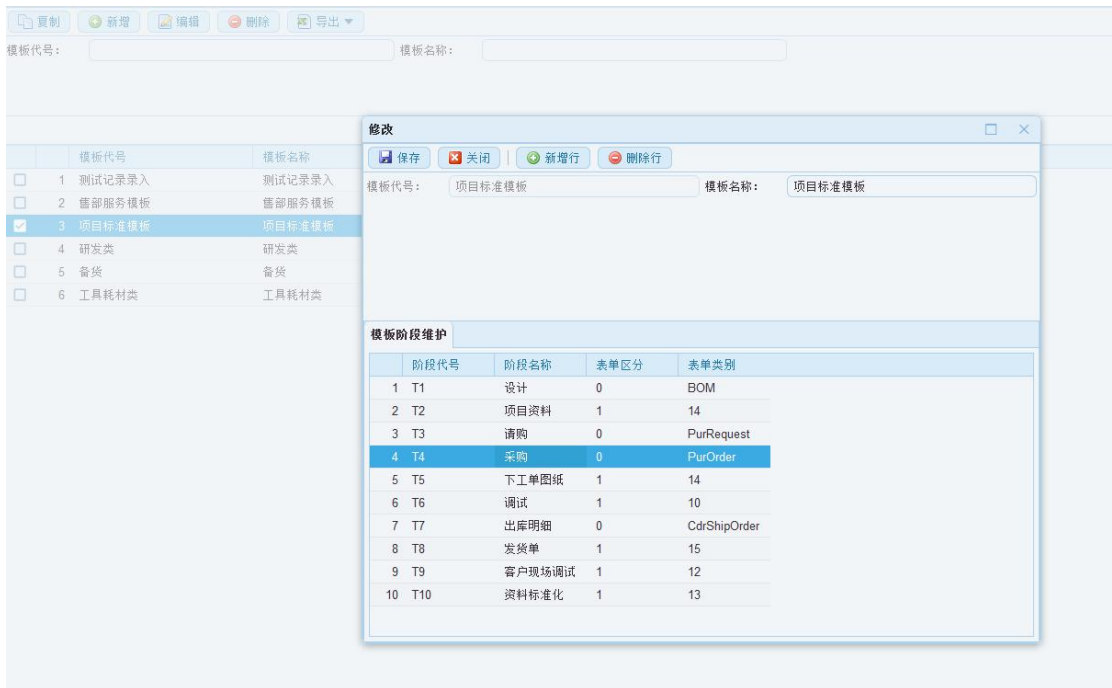 复制 新增 编辑 删除 导出
模板代号: 模板名称:
修改
保存 关闭 新增行 删除行
模板代号: 项目标准模板 模板名称: 项目标准模板
模板代号 模板名称
1 测试记录录入 测试记录录入
2 售部服务模板 售部服务模板
3 项目标准模板 项目标准模板
4 研发类 研发类
5 备货 备货
6 工具耗材类 工具耗材类
模板阶段维护
阶段代号 阶段名称 表单区分 表单类别
1 T1 设计 0 BOM
2 T2 项目资料 1 14
3 T3 请购 0 PurRequest
4 T4 采购 0 PurOrder
5 T5 下工单图纸 1 14
6 T6 调试 1 10
7 T7 出库明细 0 CdrShipOrder
8 T8 发货单 1 15
9 T9 客户现场调试 1 12
10 T10 资料标准化 1 13